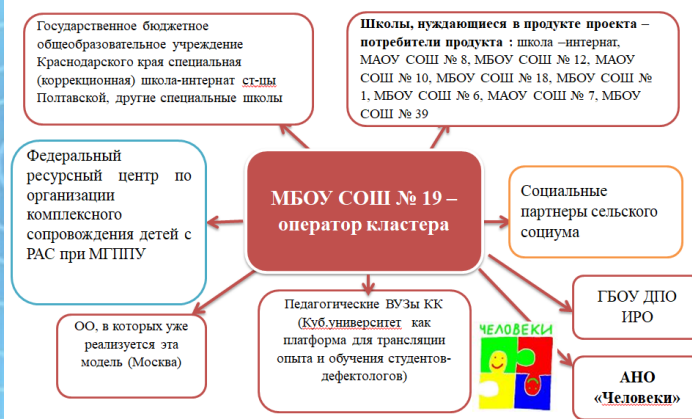 Государственное бюджетное
общеобразовательное учреждение
Краснодарского края специальная
(коррекционная) школа-интернат ст-цы
Полтавской, другие специальные школы
Школы, нуждающиеся в продукте проекта –
потребители продукта : школа –интернат,
МАОУ СОШ № 8, МБОУ СОШ № 12, МАОУ
СОШ № 10, МБОУ СОШ № 18, МБОУ СОШ №
1, МБОУ СОШ № 6, МАОУ СОШ № 7, МБОУ
СОШ № 39
Федеральный
ресурсный центр по
организации
комплексного
сопровождения детей с
РАС при МГППУ
МБОУ СОШ № 19 –
оператор кластера
Социальные
партнеры сельского
социума
ОО, в которых уже
реализуется эта
модель (Москва)
Педагогические ВУЗы КК
(Куб.университет как
платформа для трансляции
опыта и обучения студентов-
дефектологов)
ЧЕЛОВЕКИ
ГБОУ ДПО
ИРО
АНО
«Человеки»